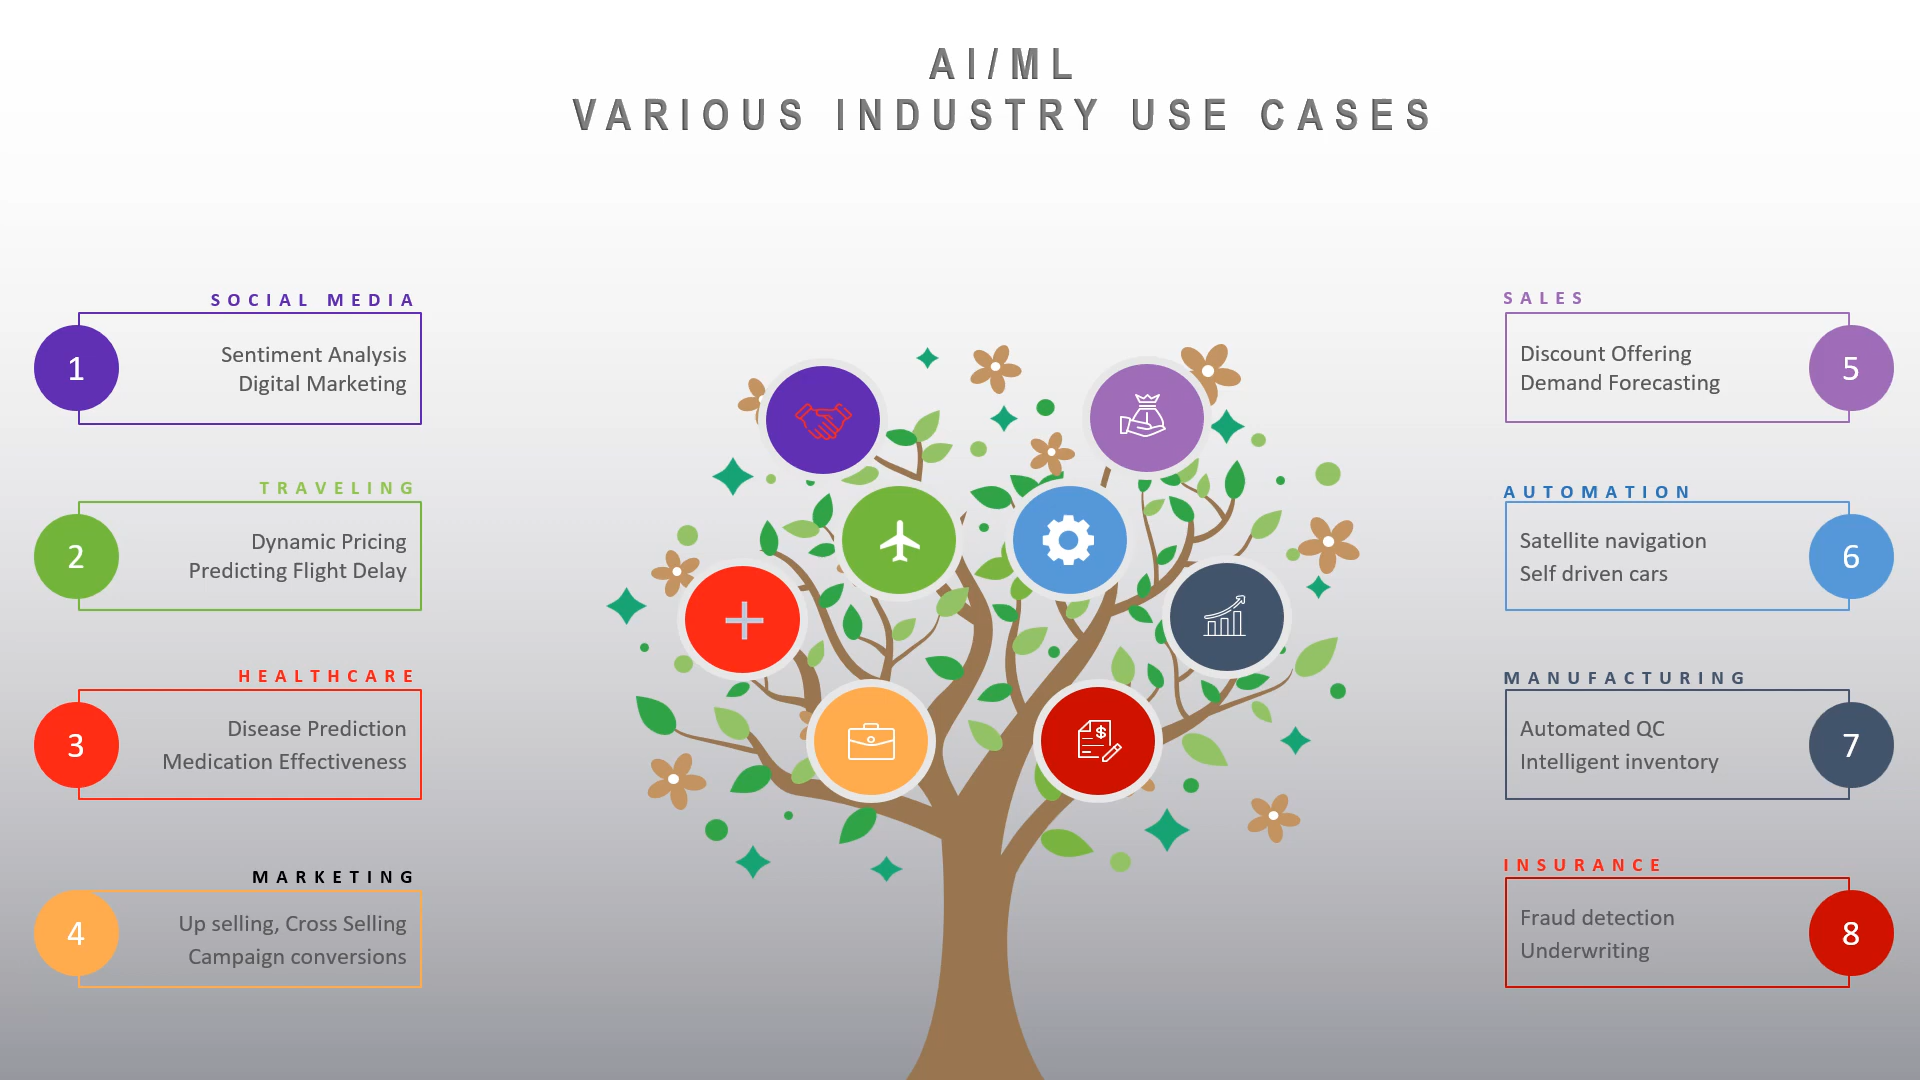 AI/ML
VARIOUS INDUSTRY USE CASES
SOCIAL MEDIA
1
Sentiment Analysis
Digital Marketing
TRAVELING
2
Dynamic Pricing
Predicting Flight Delay
HEALTHCARE
3
Disease Prediction
Medication Effectiveness
MARKETING
4
Up selling, Cross Selling
Campaign conversions
$
SALES
Discount Offering
Demand Forecasting
5
AUTOMATION
Satellite navigation
Self driven cars
6
MANUFACTURING
Automated QC
Intelligent inventory
7
INSURANCE
Fraud detection
Underwriting
8